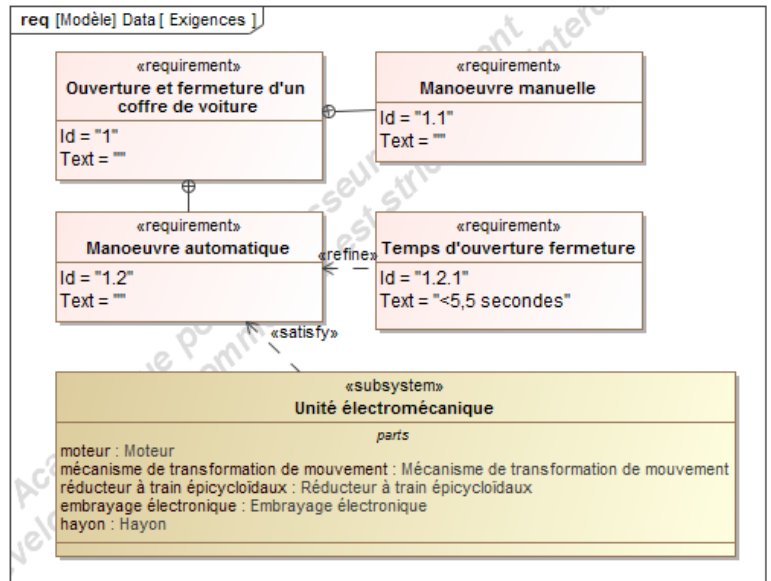 req [Modèle] Data [ Exigences ]
«requirement»
Ouverture et fermeture d'un
coffre de voiture
Id = "1"
Text = ""
«requirement»
Manoeuvre manuelle
Id = "1.1"
Text = ""
«requirement»
Manoeuvre automatique
Id = "1.2"
Text = ""
«refine»
«requirement»
Temps d'ouverture fermeture
Id = "1.2.1"
Text = "<5,5 secondes"
«satisfy»
«subsystem»
Unité électromécanique
parts
moteur : Moteur
mécanisme de transformation de mouvement : Mécanisme de transformation de mouvement
réducteur à train épicycloïdaux : Réducteur à train épicycloïdaux
embrayage électronique : Embrayage électronique
hayon : Hayon